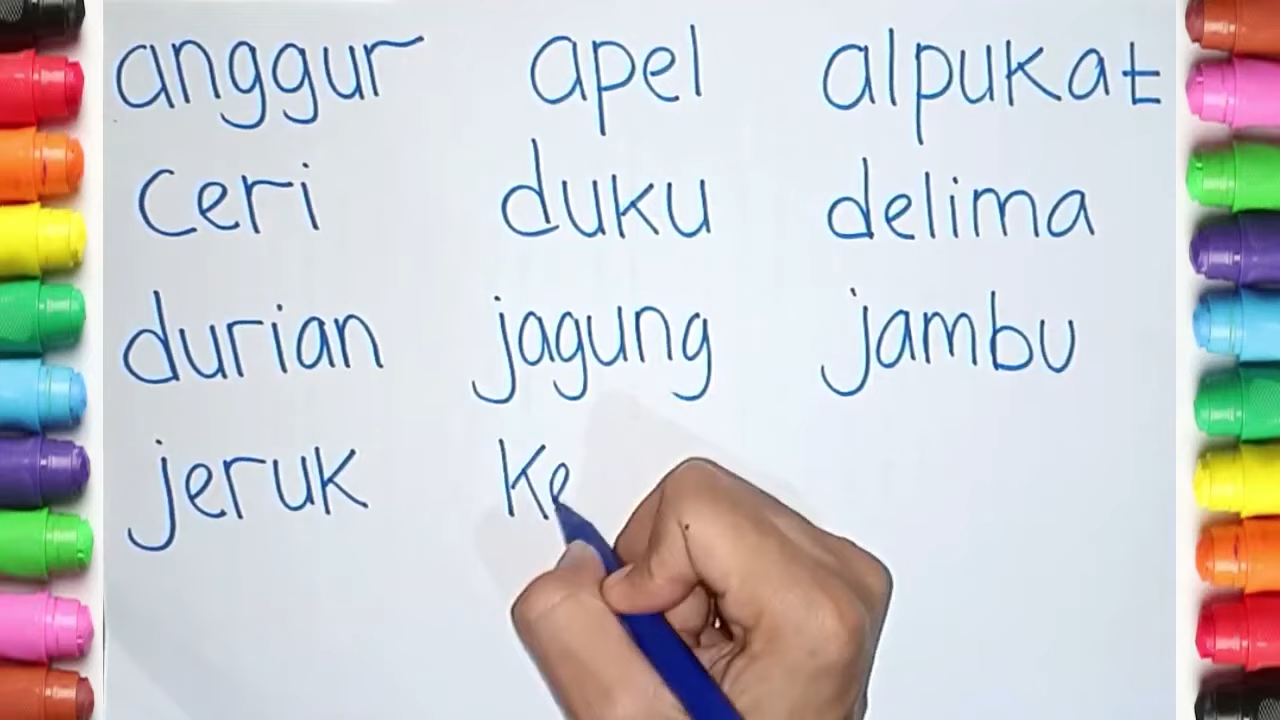 anggur apel alpukat
ceri duku delima
durian jagung jambu
jeruk ke